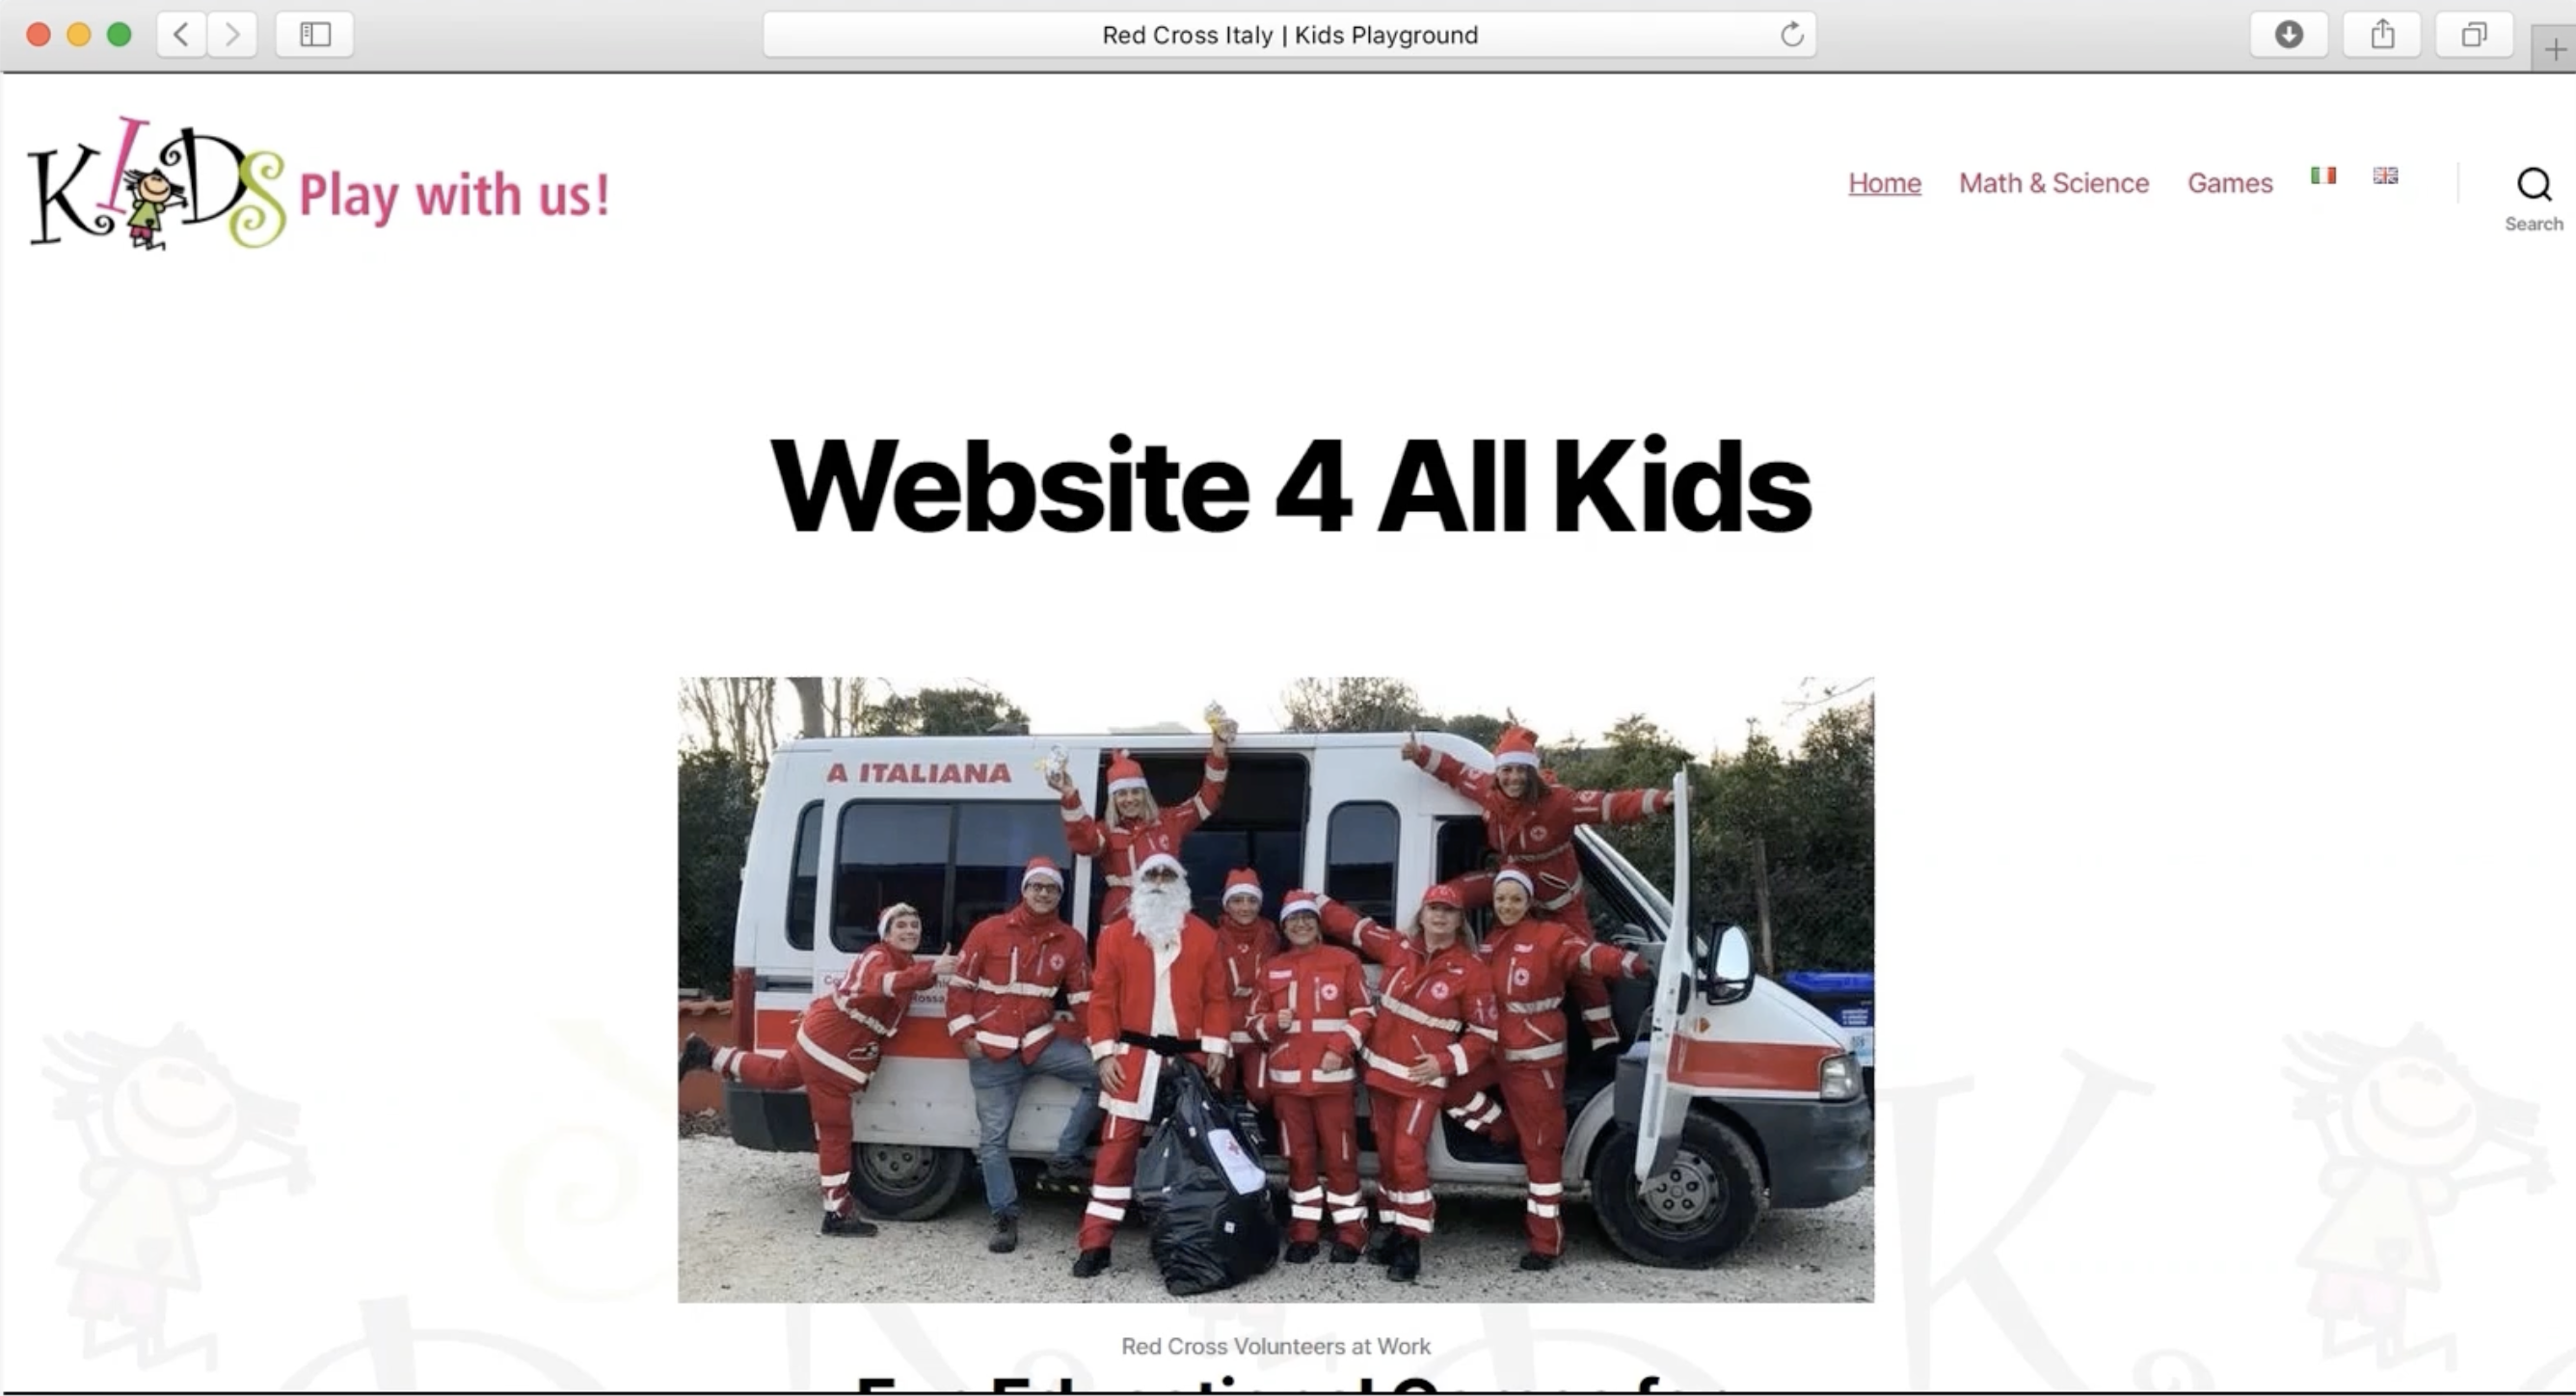 Red Cross Italy | Kids Playground
KIDS Play with us!
Home Math & Science Games
Search
Website 4 All Kids
A ITALIANA
Rossa
Red Cross Volunteers at Work